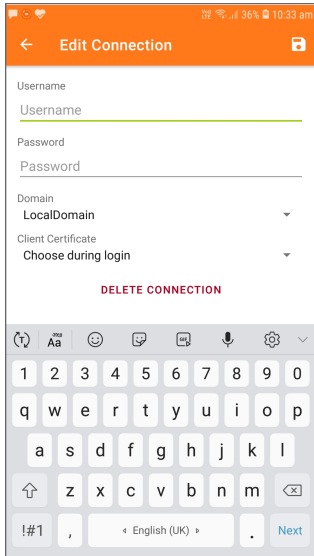 36% 10:33 am
Edit Connection
Username
Username
Password
Password
Domain
LocalDomain
Client Certificate
Choose during login
DELETE CONNECTION
T Aa GIF
1 2 3 4 5 6 7 8 9 0
q w e r t y u i o p
a s d f g h j k l
z x c v b n m
!#1 , English (UK) . Next